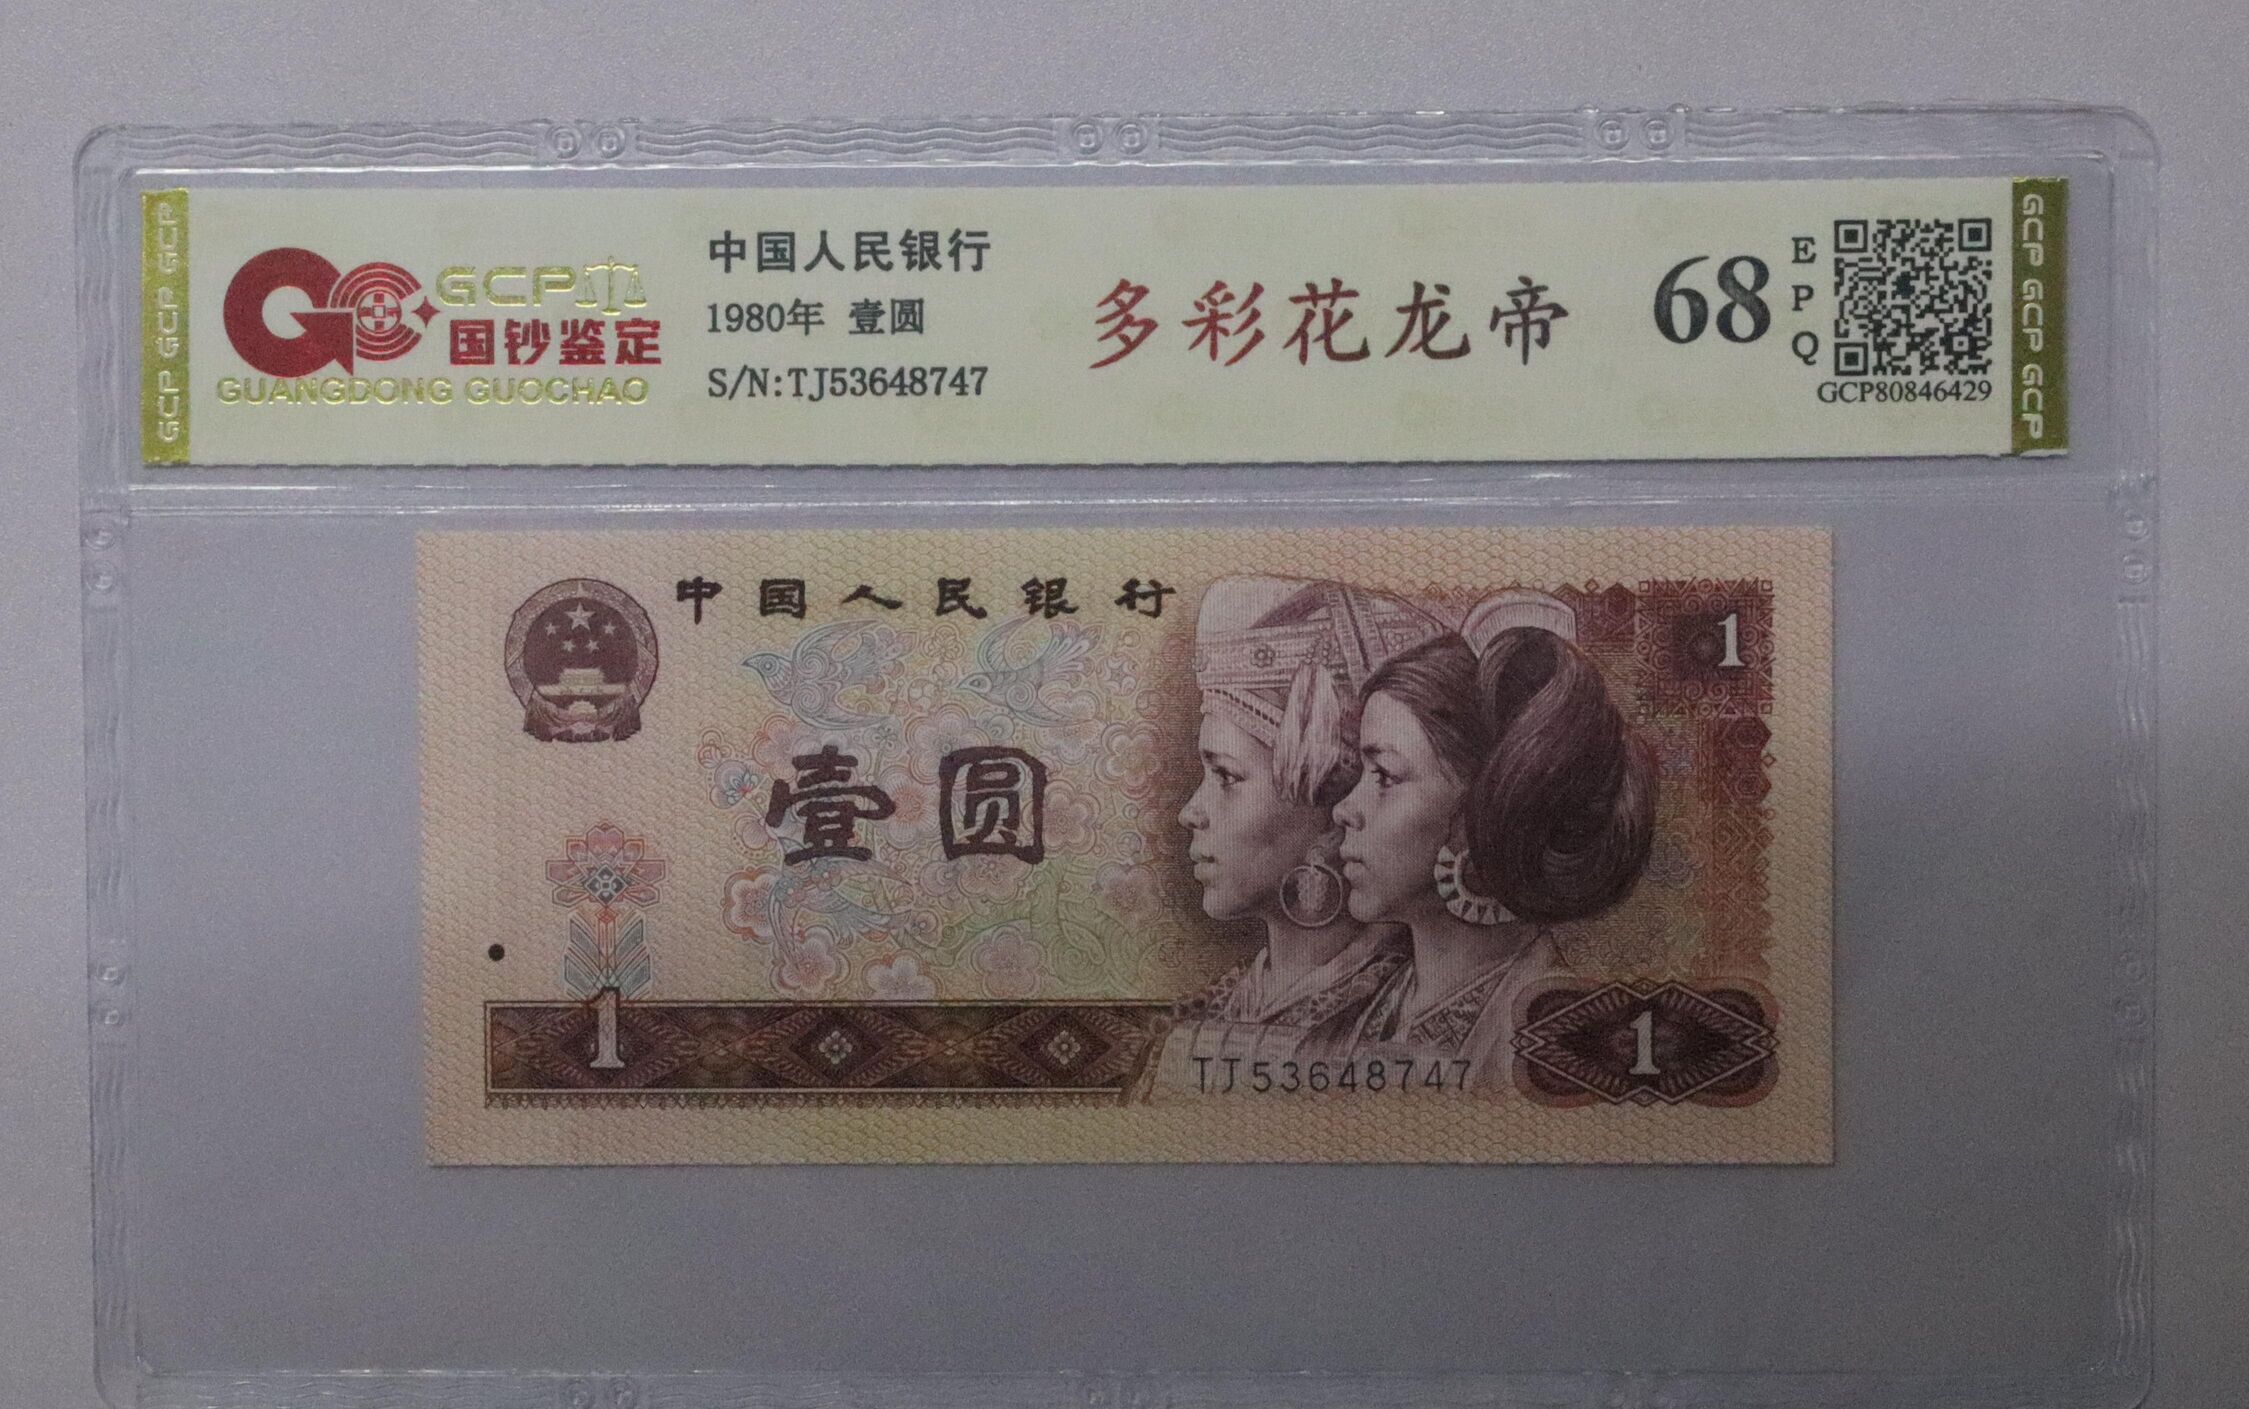 GCP GCP GCP
GCP
国钞鉴定
GUANGDONG GUOCHAO
中国人民银行
1980年 壹圆
S/N:TJ53648747
多彩花龙帝
68
EPQ
GCP80846429
GCP GCP GCP
中国人民银行
1
壹圆
1
1
TJ53648747